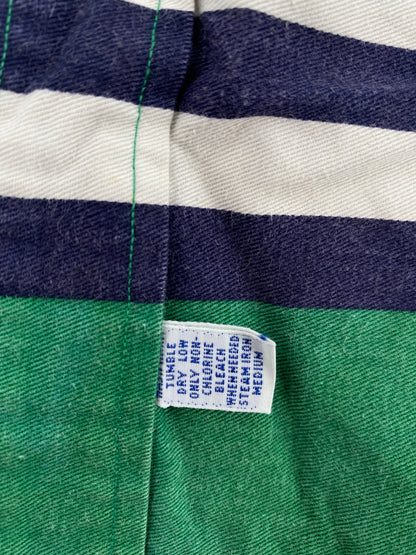 TUMBLE
DRY LOW
ONLY NON-
CHLORINE
BLEACH
WHEN NEEDED
STEAM IRON
MEDIUM